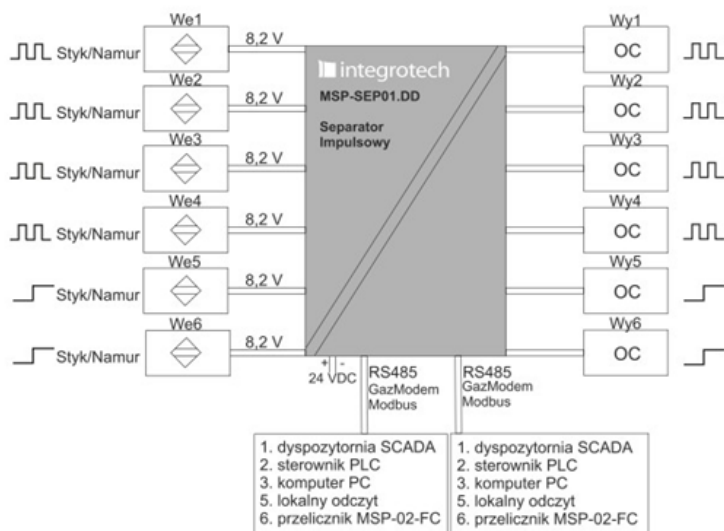 We1
Wy1
Styk/Namur
8,2 V
OC
integrotech
MSP-SEP01.DD
Separator
Impulsowy
We2
Wy2
Styk/Namur
8,2 V
OC
We3
Wy3
Styk/Namur
8,2 V
OC
We4
Wy4
Styk/Namur
8,2 V
OC
We5
Wy5
Styk/Namur
8,2 V
OC
We6
Wy6
Styk/Namur
8,2 V
OC
+ -
24 VDC
RS485
GazModem
Modbus
RS485
GazModem
Modbus
1. dyspozytornia SCADA
2. sterownik PLC
3. komputer PC
5. lokalny odczyt
6. przelicznik MSP-02-FC
1. dyspozytornia SCADA
2. sterownik PLC
3. komputer PC
5. lokalny odczyt
6. przelicznik MSP-02-FC